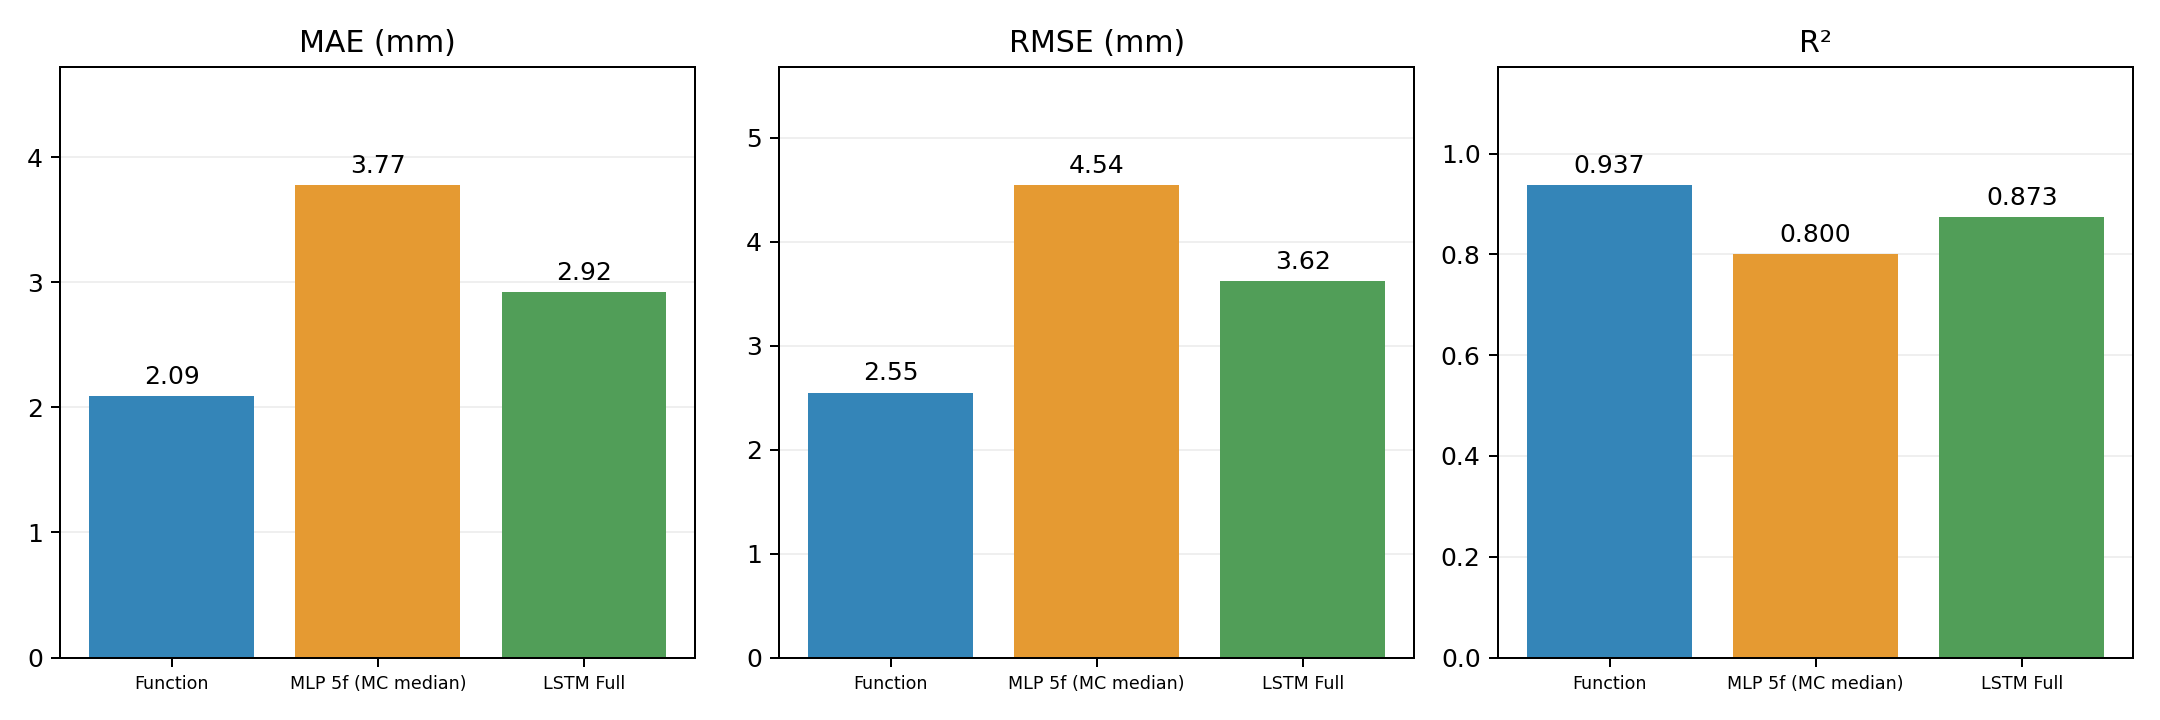 MAE (mm)
4
3
2
1
0
3.77
2.92
2.09
Function
MLP 5f (MC median)
LSTM Full
RMSE (mm)
5
4
3
2
1
0
4.54
3.62
2.55
Function
MLP 5f (MC median)
LSTM Full
R²
1.0
0.8
0.6
0.4
0.2
0.0
0.937
0.873
0.800
Function
MLP 5f (MC median)
LSTM Full